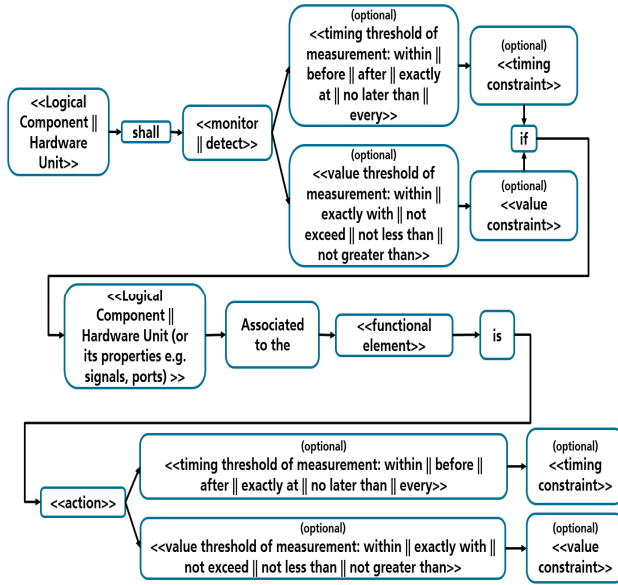 <<Logical
Component ||
Hardware
Unit>>
shall
<<monitor
|| detect>>
(optional)
<<timing threshold of
measurement: within ||
before || after || exactly
at || no later than ||
every>>
(optional)
<<timing
constraint>>
(optional)
<<value threshold of
measurement: within ||
exactly with || not
exceed || not less than ||
not greater than>>
(optional)
<<value
constraint>>
if
<<Logical
Component ||
Hardware Unit (or
its properties e.g.
signals, ports) >>
Associated
to the
<<functional
element>>
is
<<action>>
(optional)
<<timing threshold of measurement: within || before ||
after || exactly at || no later than || every>>
(optional)
<<timing
constraint>>
(optional)
<<value threshold of measurement: within || exactly with ||
not exceed || not less than || not greater than>>
(optional)
<<value
constraint>>